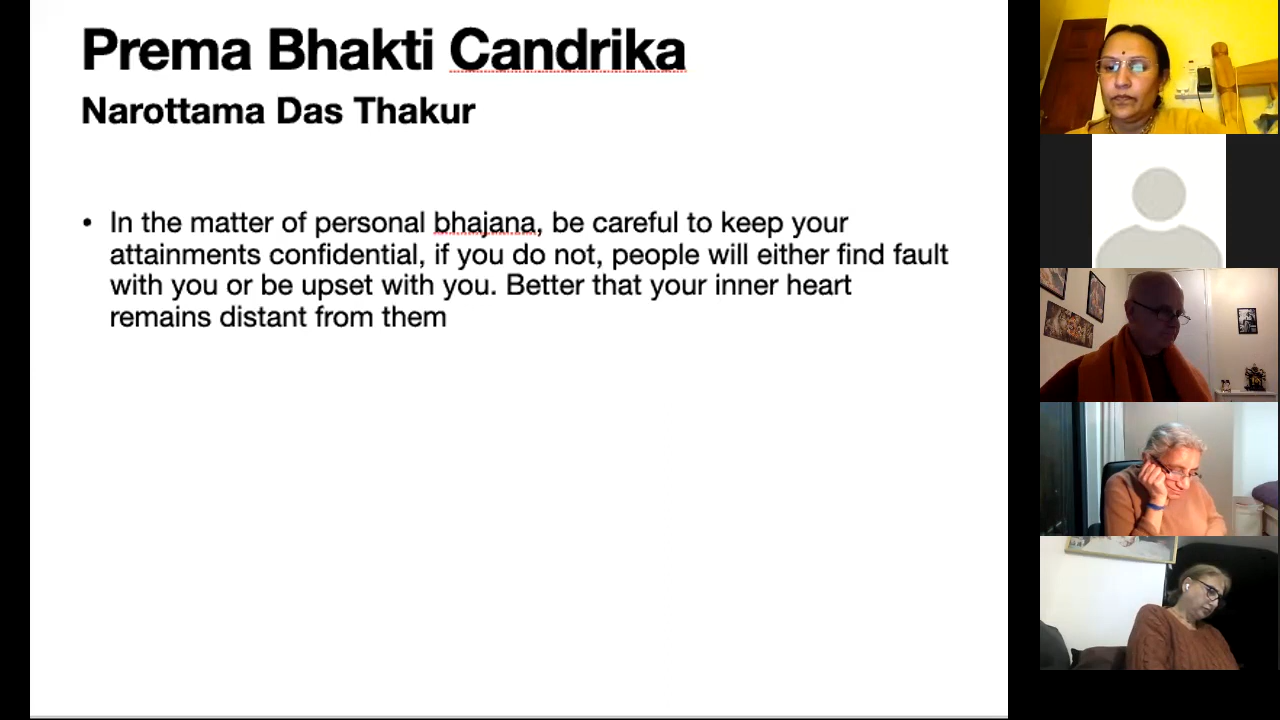 Prema Bhakti Candrika
Narottama Das Thakur
• In the matter of personal bhajana, be careful to keep your
attainments confidential, if you do not, people will either find fault
with you or be upset with you. Better that your inner heart
remains distant from them